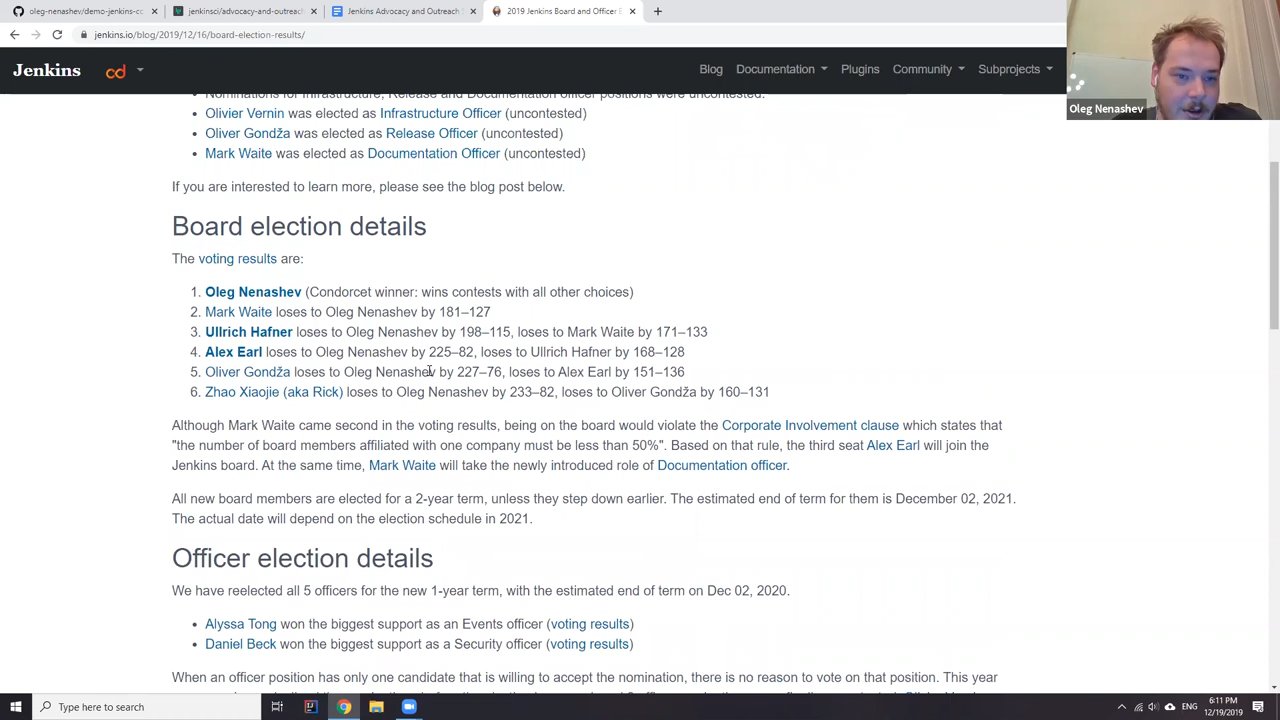 oleg-nenashev/demo-jenkins-cc
jenkinsci/advocacy-and-outreach
Jenkins Advocacy and Outreach S
2019 Jenkins Board and Officer E
jenkins.io/blog/2019/12/16/board-election-results/
Jenkins
cd
Blog
Documentation
Plugins
Community
Subprojects
Oleg Nenashev
Nominations for Infrastructure, Release and Documentation officer positions were uncontested.
Olivier Vernin was elected as Infrastructure Officer (uncontested)
Oliver Gondža was elected as Release Officer (uncontested)
Mark Waite was elected as Documentation Officer (uncontested)
If you are interested to learn more, please see the blog post below.
Board election details
The voting results are:
1. Oleg Nenashev (Condorcet winner: wins contests with all other choices)
2. Mark Waite loses to Oleg Nenashev by 181–127
3. Ullrich Hafner loses to Oleg Nenashev by 198–115, loses to Mark Waite by 171–133
4. Alex Earl loses to Oleg Nenashev by 225–82, loses to Ullrich Hafner by 168–128
5. Oliver Gondža loses to Oleg Nenashev by 227–76, loses to Alex Earl by 151–136
6. Zhao Xiaojie (aka Rick) loses to Oleg Nenashev by 233–82, loses to Oliver Gondža by 160–131
Although Mark Waite came second in the voting results, being on the board would violate the Corporate Involvement clause which states that
"the number of board members affiliated with one company must be less than 50%". Based on that rule, the third seat Alex Earl will join the
Jenkins board. At the same time, Mark Waite will take the newly introduced role of Documentation officer.
All new board members are elected for a 2-year term, unless they step down earlier. The estimated end of term for them is December 02, 2021.
The actual date will depend on the election schedule in 2021.
Officer election details
We have reelected all 5 officers for the new 1-year term, with the estimated end of term on Dec 02, 2020.
Alyssa Tong won the biggest support as an Events officer (voting results)
Daniel Beck won the biggest support as a Security officer (voting results)
When an officer position has only one candidate that is willing to accept the nomination, there is no reason to vote on that position. This year
Type here to search
ENG
6:11 PM
12/19/2019